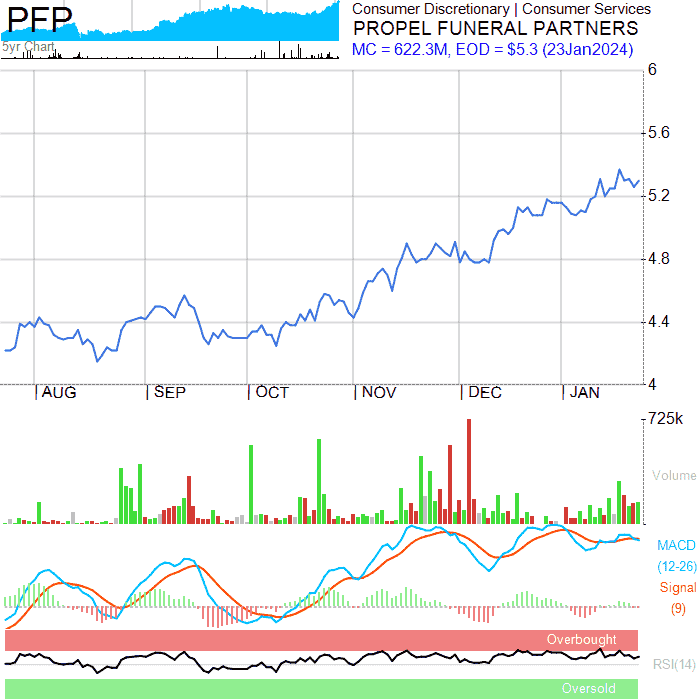 PFP
5yr Chart
Consumer Discretionary | Consumer Services
PROPEL FUNERAL PARTNERS
MC = 622.3M, EOD = $5.3 (23Jan2024)
6
5.6
5.2
4.8
4.4
4
| AUG | SEP | OCT | NOV | DEC | JAN
725k
Volume
MACD
(12-26)
Signal
(9)
Overbought
RSI(14)
Oversold